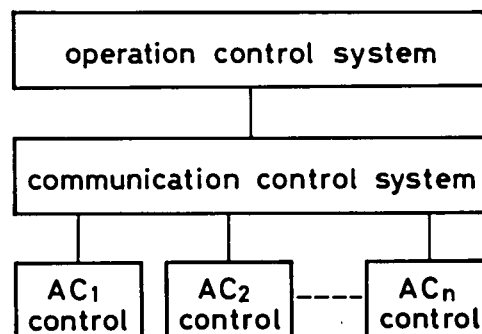 operation control system
communication control system
AC₁ control
AC₂ control
ACₙ control